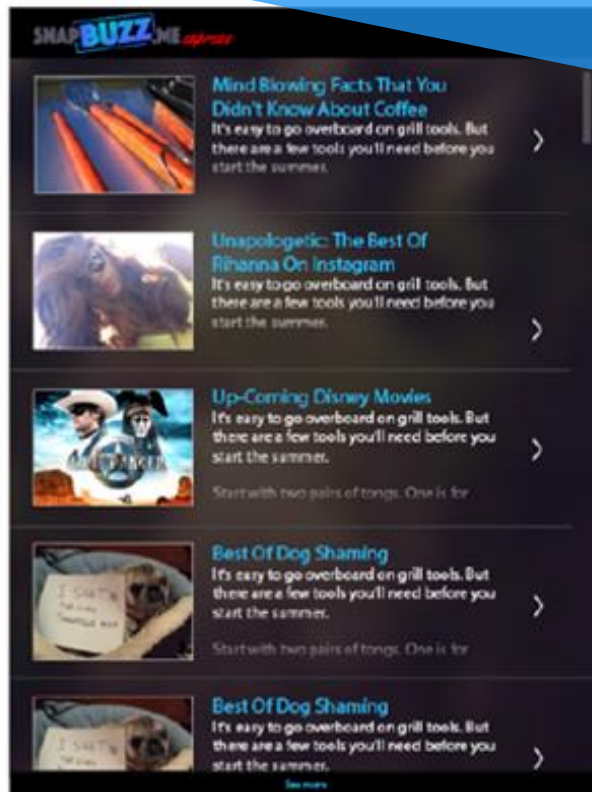 SNAPBUZZ.ME express
Mind Blowing Facts That You
Didn't Know About Coffee
It's easy to go overboard on grill tools. But
there are a few tools you'll need before you
start the summer.
Unapologetic: The Best Of
Rihanna On Instagram
It's easy to go overboard on grill tools. But
there are a few tools you'll need before you
start the summer.
Up-Coming Disney Movies
It's easy to go overboard on grill tools. But
there are a few tools you'll need before you
start the summer.
Start with two pairs of tongs. One is for
Best Of Dog Shaming
It's easy to go overboard on grill tools. But
there are a few tools you'll need before you
start the summer.
Start with two pairs of tongs. One is for
Best Of Dog Shaming
It's easy to go overboard on grill tools. But
there are a few tools you'll need before you
start the summer.
See more